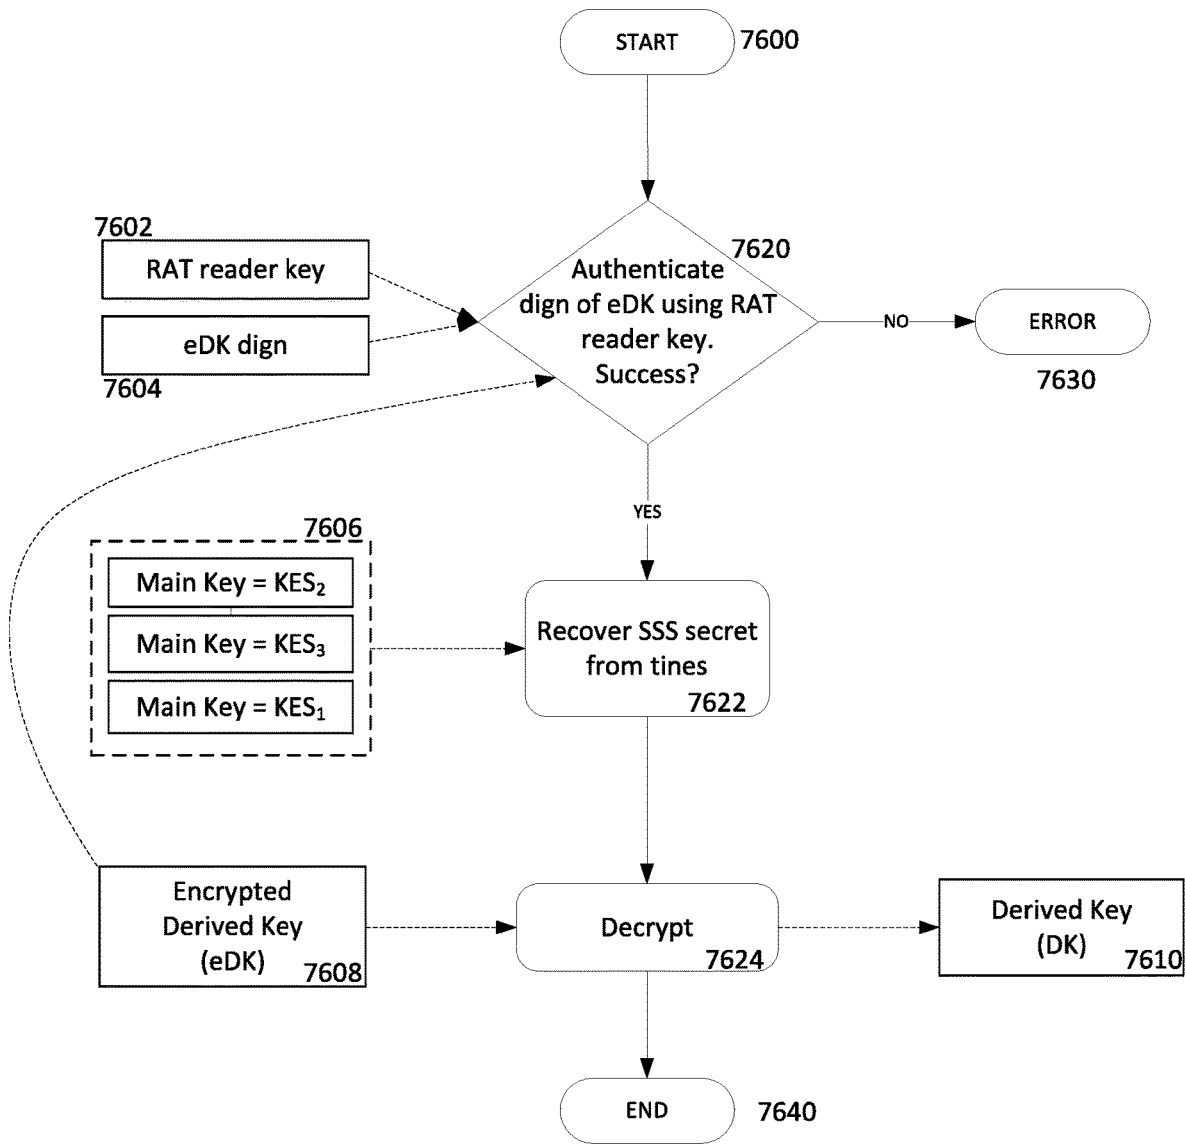 START
7600
7602
RAT reader key
eDK dign
7604
7620
Authenticate
dign of eDK using RAT
reader key.
Success?
NO
ERROR
7630
YES
7606
Main Key = KES₂
Main Key = KES₃
Main Key = KES₁
Recover SSS secret
from tines
7622
Encrypted
Derived Key
(eDK)
7608
Decrypt
7624
Derived Key
(DK)
7610
END
7640